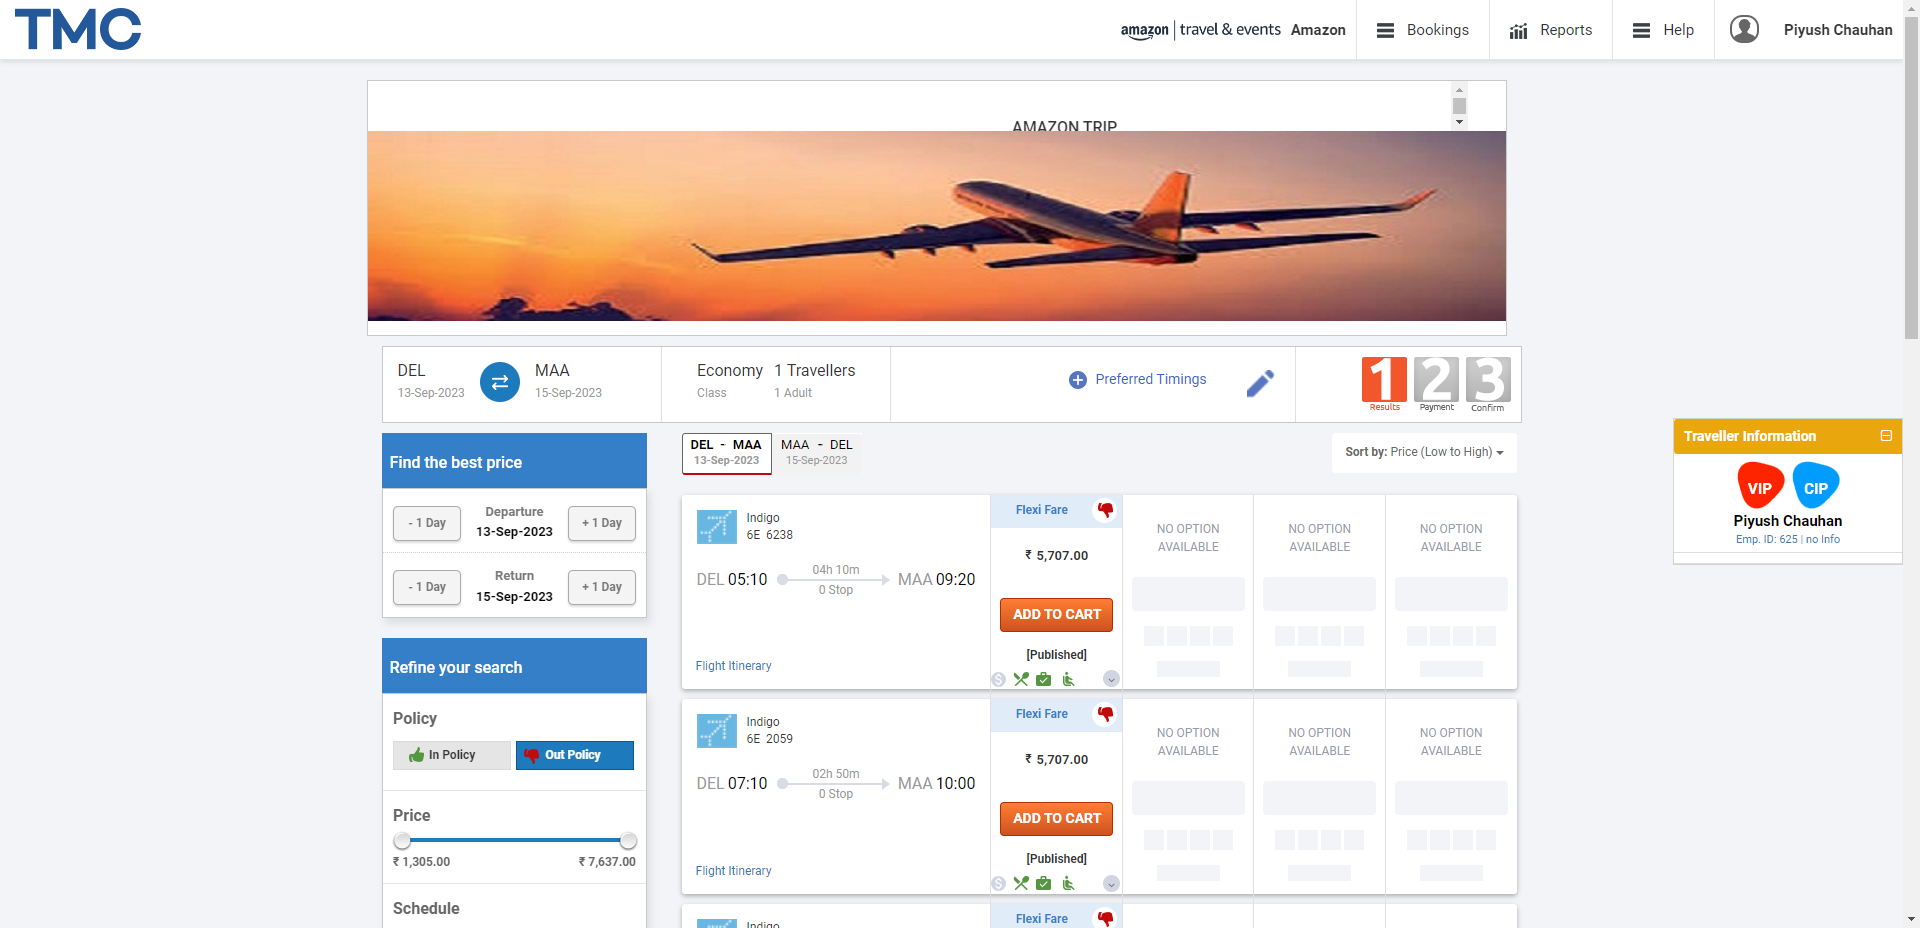 TMC
amazon travel & events Amazon
Bookings
Reports
Help
Piyush Chauhan
AMAZON TRIP
DEL
13-Sep-2023
MAA
15-Sep-2023
Economy
Class
1 Travellers
1 Adult
Preferred Timings
1 2 3
Results Payment Confirm
Traveller Information
VIP CIP
Piyush Chauhan
Emp. ID: 625 | no Info
Find the best price
- 1 Day
Departure
13-Sep-2023
+ 1 Day
- 1 Day
Return
15-Sep-2023
+ 1 Day
Refine your search
Policy
In Policy
Out Policy
Price
₹ 1,305.00 ₹ 7,637.00
Schedule
DEL - MAA
13-Sep-2023
MAA - DEL
15-Sep-2023
Sort by: Price (Low to High)
Indigo
6E 6238
DEL 05:10
04h 10m
0 Stop
MAA 09:20
Flight Itinerary
Flexi Fare
₹ 5,707.00
ADD TO CART
[Published]
NO OPTION
AVAILABLE
NO OPTION
AVAILABLE
NO OPTION
AVAILABLE
Indigo
6E 2059
DEL 07:10
02h 50m
0 Stop
MAA 10:00
Flight Itinerary
Flexi Fare
₹ 5,707.00
ADD TO CART
[Published]
NO OPTION
AVAILABLE
NO OPTION
AVAILABLE
NO OPTION
AVAILABLE
Indigo
Flexi Fare